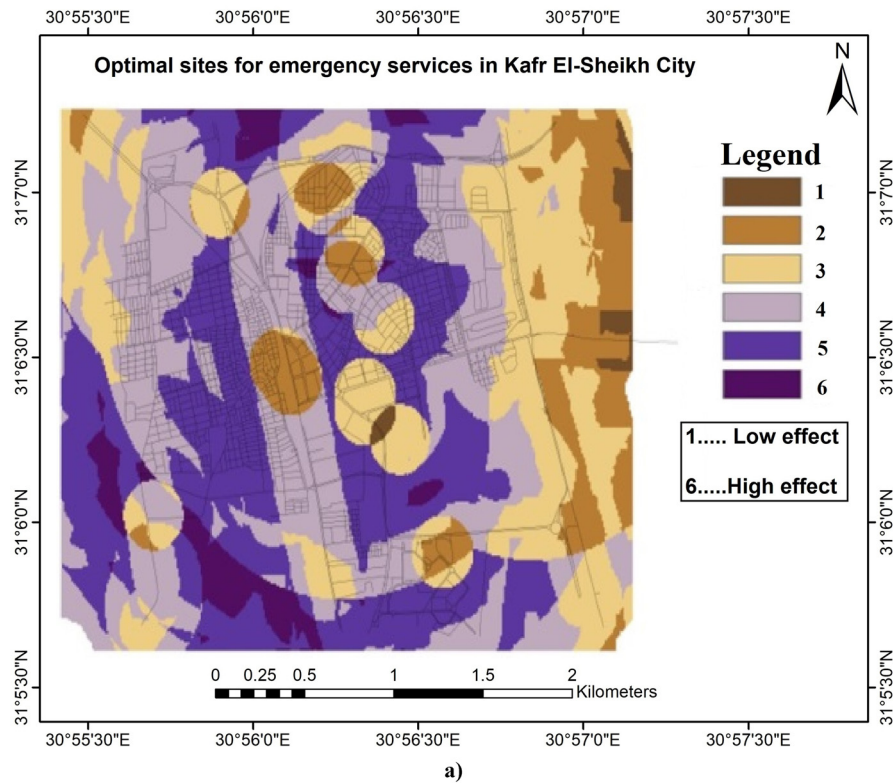 30°55'30"E 30°56'0"E 30°56'30"E 30°57'0"E 30°57'30"E
Optimal sites for emergency services in Kafr El-Sheikh City
N
31°7'0"N 31°7'0"N
Legend
1
2
3
4
5
6
31°6'30"N 31°6'30"N
1..... Low effect
6.....High effect
31°6'0"N 31°6'0"N
0 0.25 0.5 1 1.5 2
Kilometers
31°5'30"N 31°5'30"N
30°55'30"E 30°56'0"E 30°56'30"E 30°57'0"E 30°57'30"E
a)